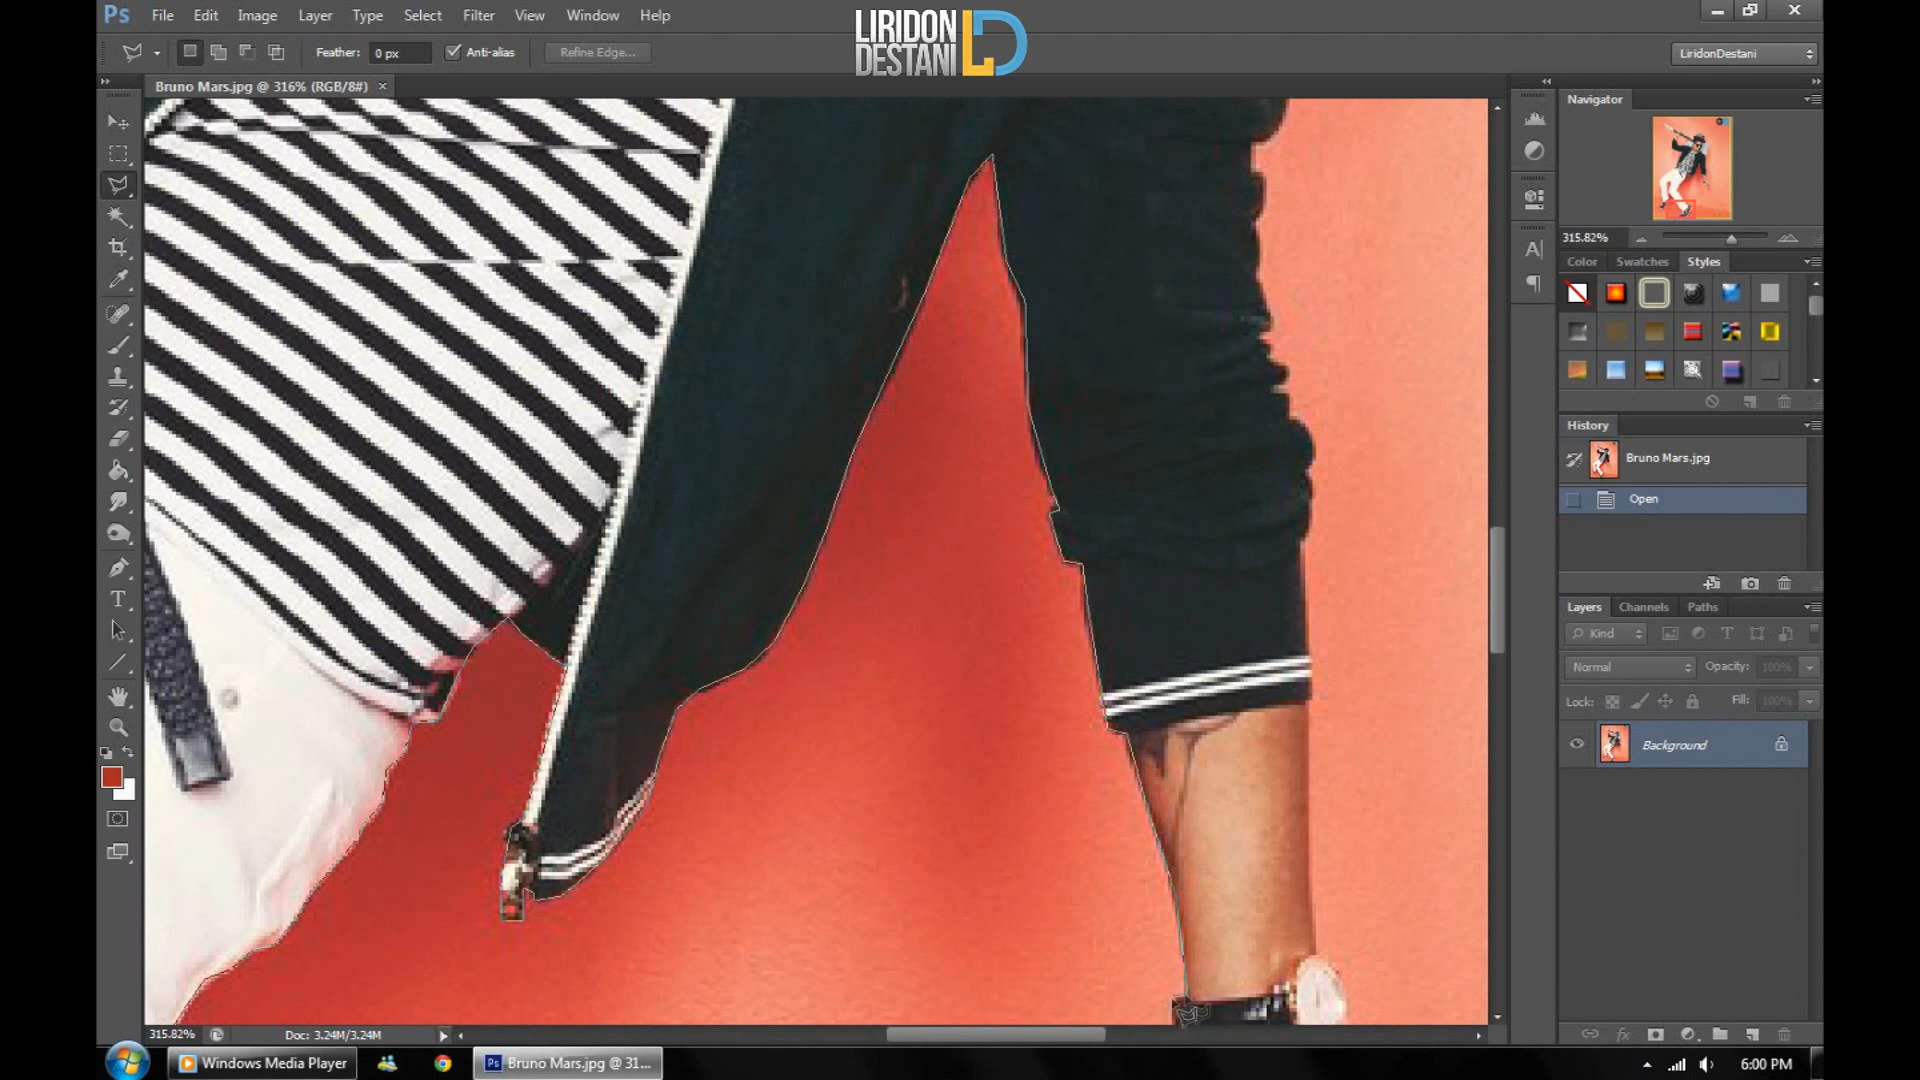 Ps File Edit Image Layer Type Select Filter View Window Help
LIRIDON
DESTANI LD
Feather: 0 px Anti-alias Refine Edge... LiridonDestani
Bruno Mars.jpg @ 316% (RGB/8#) ×
Navigator
315.82%
Color Swatches Styles
History
Bruno Mars.jpg
Open
Layers Channels Paths
Kind
Normal Opacity: 100%
Lock: Fill: 100%
Background
fx
315.82% Doc: 3.24M/3.24M
Windows Media Player Ps Bruno Mars.jpg @ 31... 6:00 PM